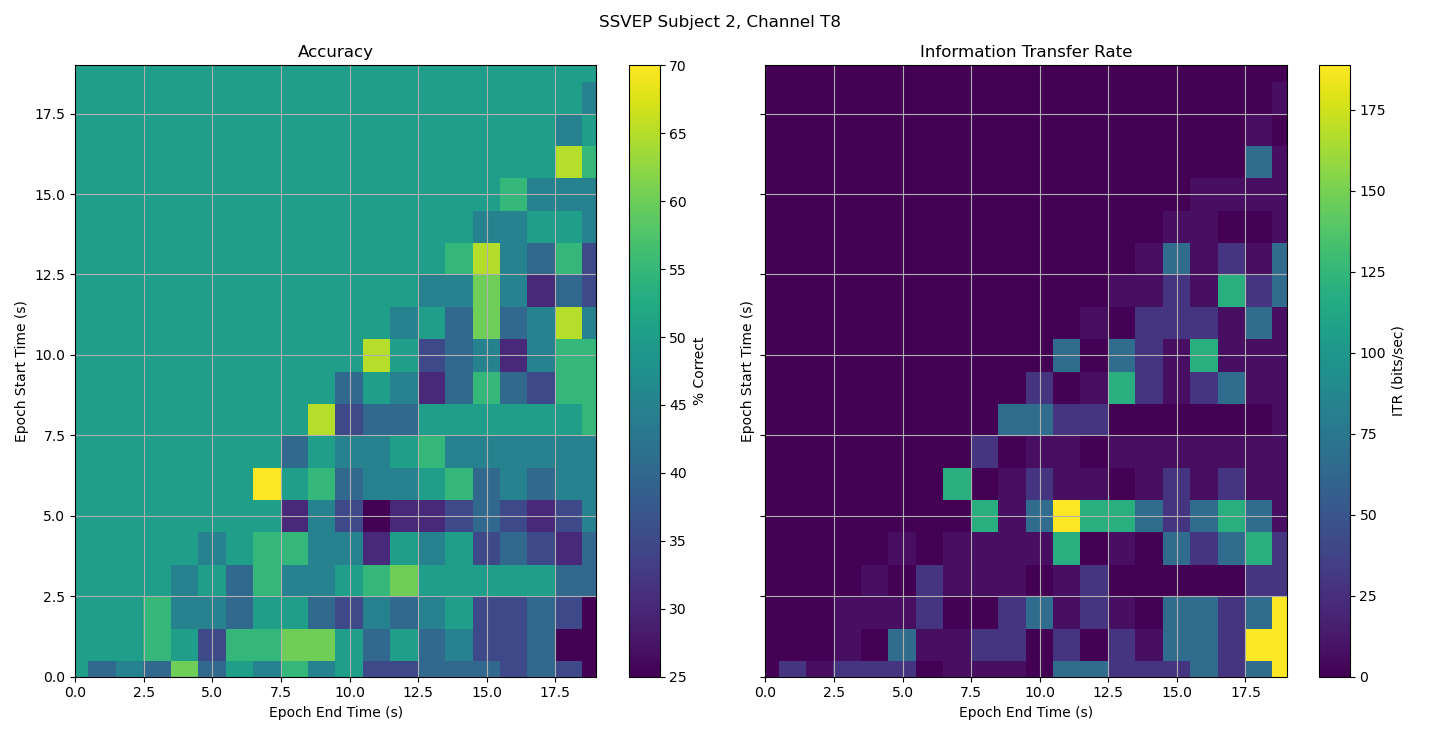 SSVEP Subject 2, Channel T8
Accuracy
Information Transfer Rate
17.5
15.0
12.5
10.0
7.5
5.0
2.5
0.0
Epoch Start Time (s)
0.0 2.5 5.0 7.5 10.0 12.5 15.0 17.5
Epoch End Time (s)
70
65
60
55
50
45
40
35
30
25
% Correct
Epoch Start Time (s)
0.0 2.5 5.0 7.5 10.0 12.5 15.0 17.5
Epoch End Time (s)
175
150
125
100
75
50
25
0
ITR (bits/sec)